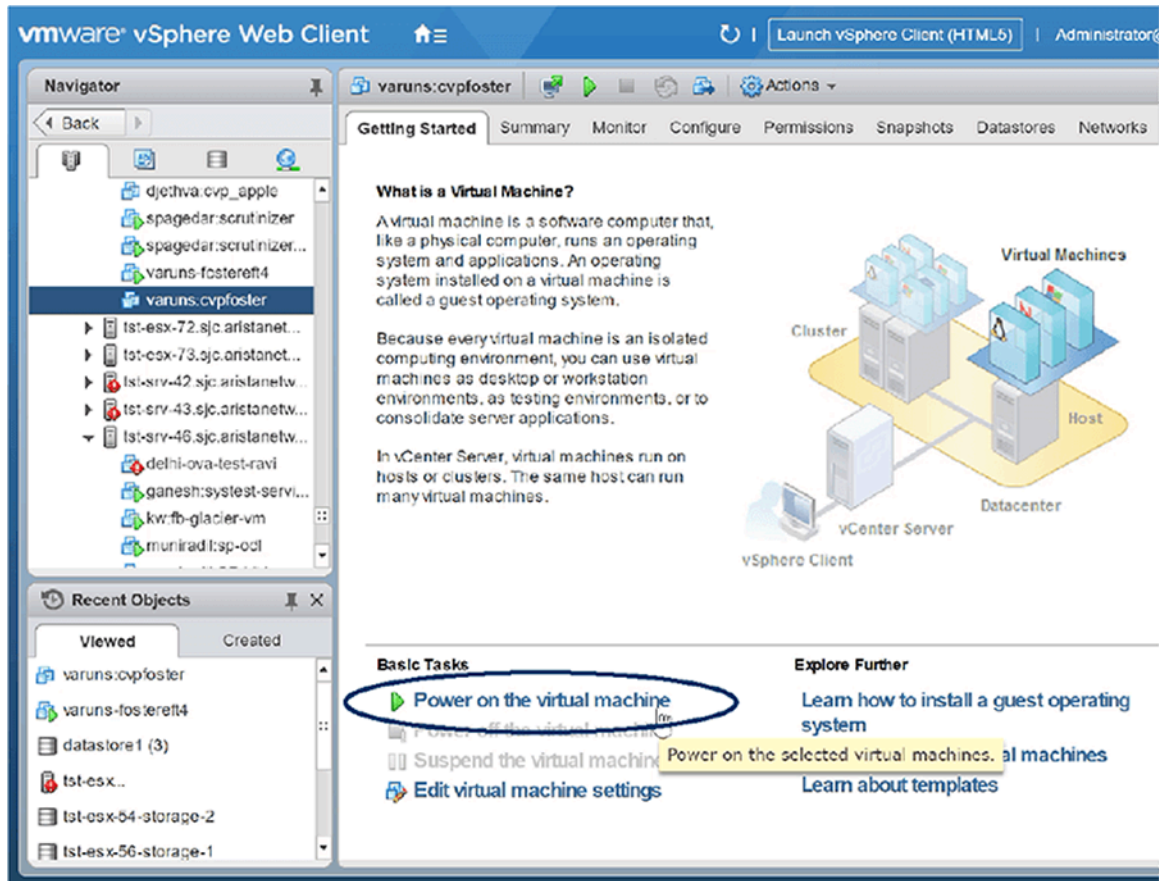 vmware® vSphere Web Client
Launch vSphere Client (HTML5)
Administrator@
Navigator
Back
djethva:cvp_apple
spagedar:scrutinizer
spagedar:scrutinizer...
varuns-fostereft4
varuns:cvpfoster
tst-esx-72.sjc.aristanet...
tst-esx-73.sjc.aristanet...
tst-srv-42.sjc.aristanetw...
tst-srv-43.sjc.aristanetw...
tst-srv-46.sjc.aristanetw...
delhi-ova-test-ravi
ganesh:systest-servi...
kw:fb-glacier-vm
muniradil:sp-odl
Recent Objects
Viewed
Created
varuns:cvpfoster
varuns-fostereft4
datastore1 (3)
tst-esx...
tst-esx-54-storage-2
tst-esx-56-storage-1
varuns:cvpfoster
Actions
Getting Started
Summary
Monitor
Configure
Permissions
Snapshots
Datastores
Networks
What is a Virtual Machine?
A virtual machine is a software computer that,
like a physical computer, runs an operating
system and applications. An operating
system installed on a virtual machine is
called a guest operating system.
Because every virtual machine is an isolated
computing environment, you can use virtual
machines as desktop or workstation
environments, as testing environments, or to
consolidate server applications.
In vCenter Server, virtual machines run on
hosts or clusters. The same host can run
many virtual machines.
Virtual Machines
Cluster
Host
Datacenter
vCenter Server
vSphere Client
Basic Tasks
Power on the virtual machine
Power off the virtual machine
Suspend the virtual machine
Edit virtual machine settings
Power on the selected virtual machines.
Explore Further
Learn how to install a guest operating
system
al machines
Learn about templates